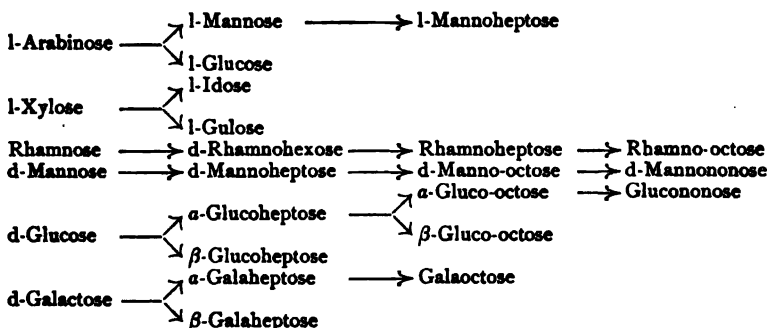 l-Mannose l-Mannoheptose
l-Arabinose
l-Glucose
l-Idose
l-Xylose
l-Gulose
Rhamnose d-Rhamnohexose Rhamnoheptose Rhamno-octose
d-Mannose d-Mannoheptose d-Manno-octose d-Mannononose
α-Gluco-octose Glucononose
α-Glucoheptose
d-Glucose β-Gluco-octose
β-Glucoheptose
α-Galaheptose Galaoctose
d-Galactose
β-Galaheptose